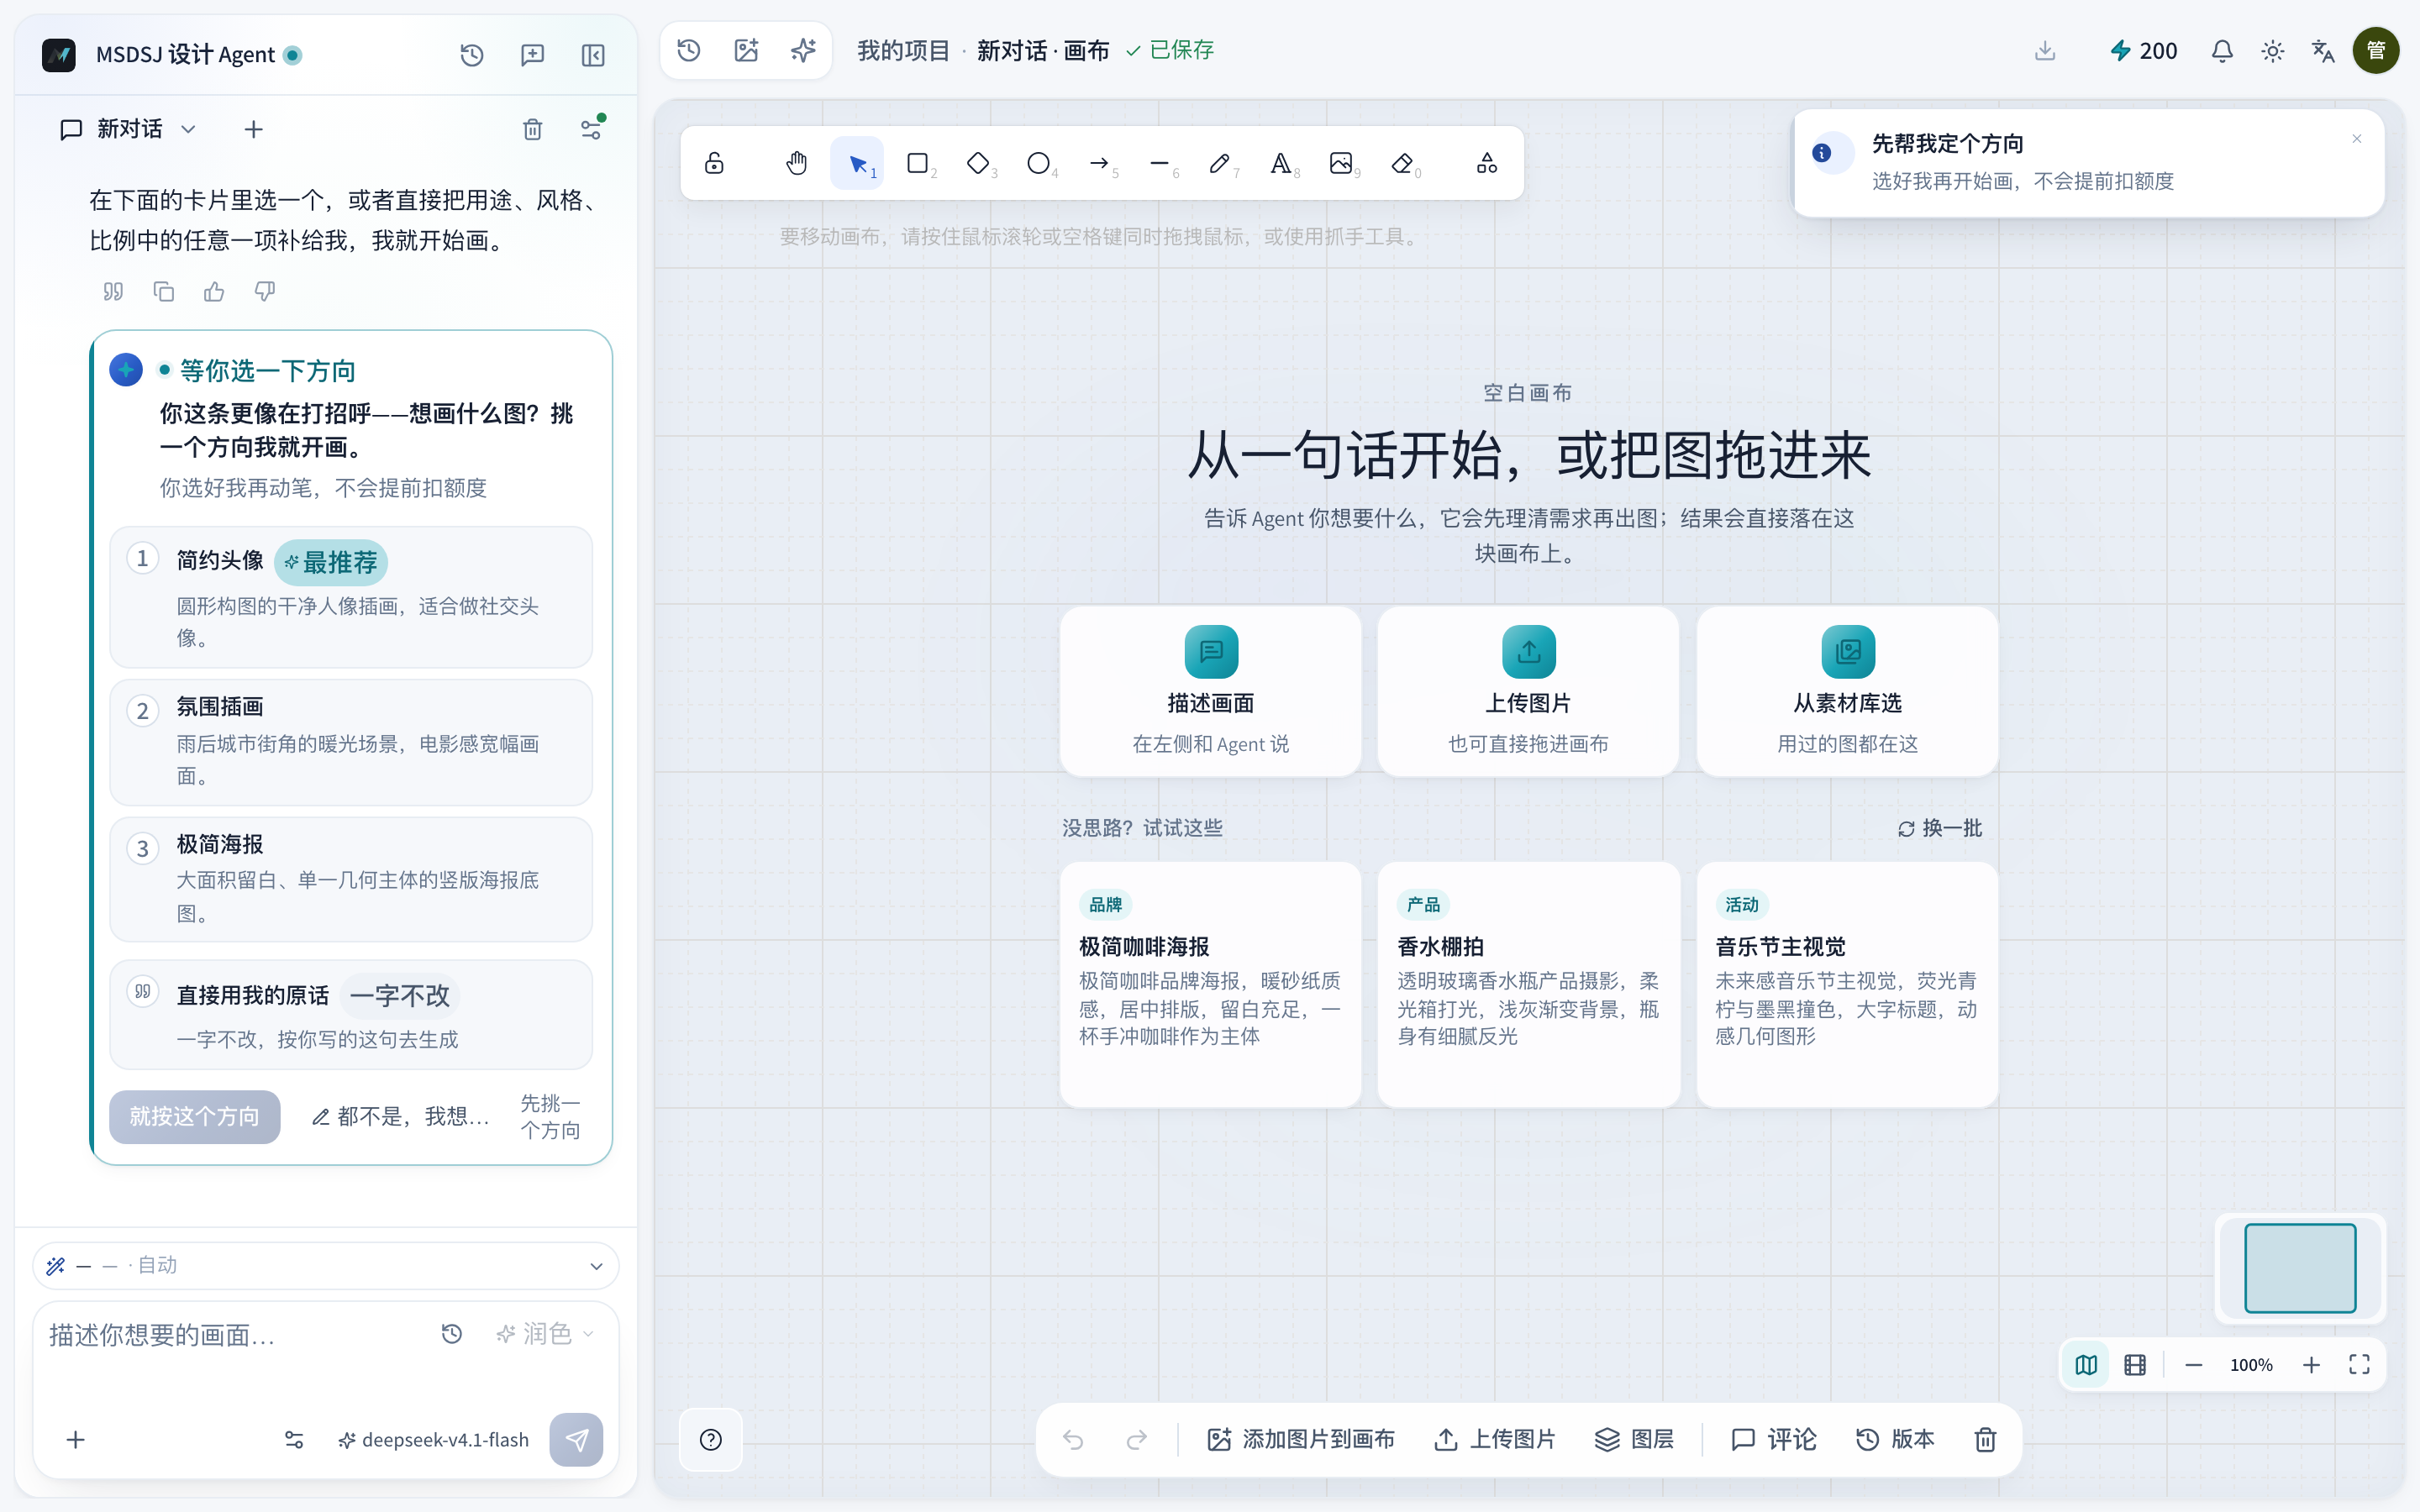 MSDSJ 设计 Agent
新对话
在下面的卡片里选一个，或者直接把用途、风格、
比例中的任意一项补给我，我就开始画。
等你选一下方向
你这条更像在打招呼——想画什么图？挑
一个方向我就开画。
你选好我再动笔，不会提前扣额度
1
简约头像
最推荐
圆形构图的干净人像插画，适合做社交头
像。
2
氛围插画
雨后城市街角的暖光场景，电影感宽幅画
面。
3
极简海报
大面积留白、单一几何主体的竖版海报底
图。
直接用我的原话
一字不改
一字不改，按你写的这句去生成
就按这个方向
都不是，我想…
先挑一
个方向
— — · 自动
描述你想要的画面…
润色
deepseek-v4.1-flash
我的项目 · 新对话 · 画布
已保存
200
管
1
2
3
4
5
6
7
8
9
0
要移动画布，请按住鼠标滚轮或空格键同时拖拽鼠标，或使用抓手工具。
先帮我定个方向
选好我再开始画，不会提前扣额度
空白画布
从一句话开始，或把图拖进来
告诉 Agent 你想要什么，它会先理清需求再出图；结果会直接落在这
块画布上。
描述画面
在左侧和 Agent 说
上传图片
也可直接拖进画布
从素材库选
用过的图都在这
没思路？试试这些
换一批
品牌
极简咖啡海报
极简咖啡品牌海报，暖砂纸质
感，居中排版，留白充足，一
杯手冲咖啡作为主体
产品
香水棚拍
透明玻璃香水瓶产品摄影，柔
光箱打光，浅灰渐变背景，瓶
身有细腻反光
活动
音乐节主视觉
未来感音乐节主视觉，荧光青
柠与墨黑撞色，大字标题，动
感几何图形
100%
添加图片到画布
上传图片
图层
评论
版本